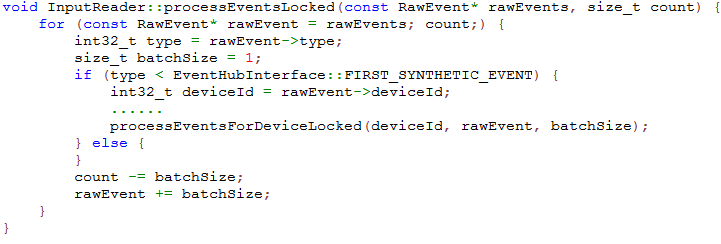 void InputReader::processEventsLocked(const RawEvent* rawEvents, size_t count) {
    for (const RawEvent* rawEvent = rawEvents; count;) {
        int32_t type = rawEvent->type;
        size_t batchSize = 1;
        if (type < EventHubInterface::FIRST_SYNTHETIC_EVENT) {
            int32_t deviceId = rawEvent->deviceId;
            ......
            processEventsForDeviceLocked(deviceId, rawEvent, batchSize);
        } else {
        }
        count -= batchSize;
        rawEvent += batchSize;
    }
}